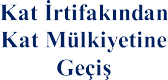 Kat İrtifakından
Kat Mülkiyetine
Geçiş